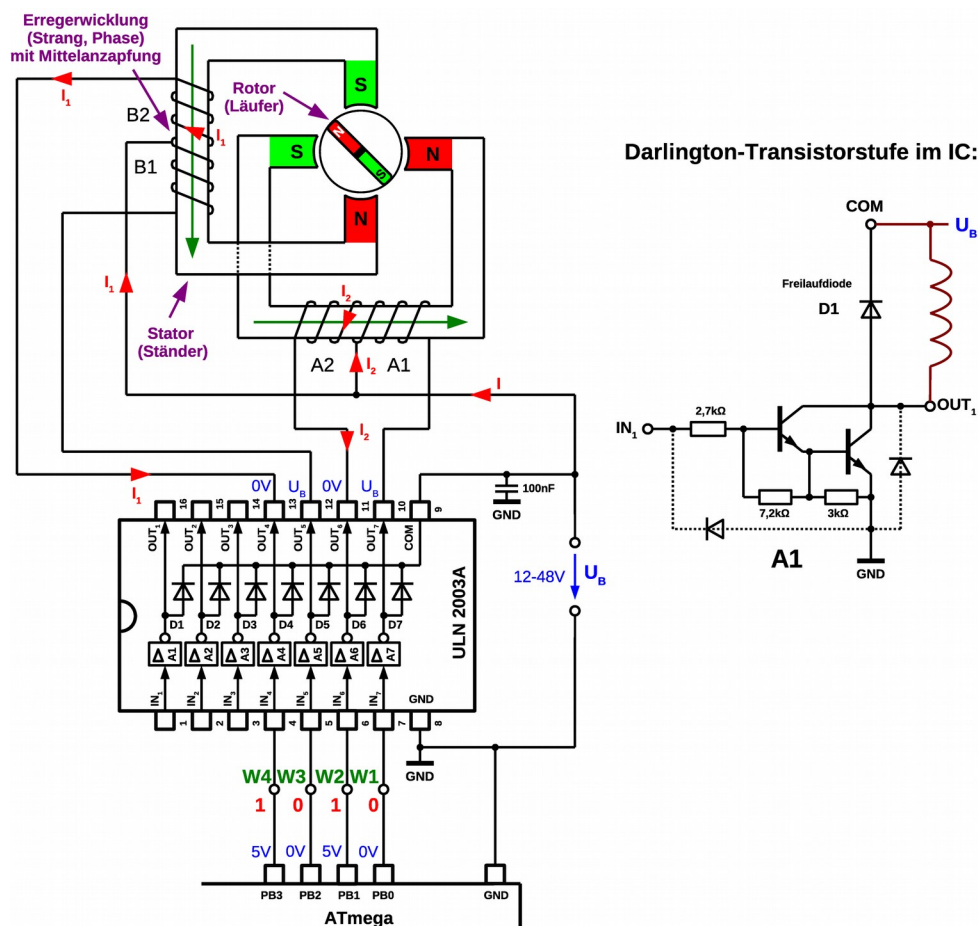 Erregerwicklung
(Strang, Phase)
mit Mittelanzapfung
I1
B2
I1
B1
Rotor
(Läufer)
S
S
N
S
N
N
I1
Stator
(Ständer)
I2
A2
A1
I2
I
I2
I1
0V
UB
0V
UB
16
15
14
13
12
11
10
9
OUT1
OUT2
OUT3
OUT4
OUT5
OUT6
OUT7
COM
D1
D2
D3
D4
D5
D6
D7
Δ A1
Δ A2
Δ A3
Δ A4
Δ A5
Δ A6
Δ A7
IN1
IN2
IN3
IN4
IN5
IN6
IN7
GND
ULN 2003A
1
2
3
4
5
6
7
8
100nF
GND
12-48V
UB
GND
W4
W3
W2
W1
1
0
1
0
5V
0V
5V
0V
PB3
PB2
PB1
PB0
GND
ATmega
Darlington-Transistorstufe im IC:
COM
UB
Freilaufdiode
D1
IN1
2,7kΩ
OUT1
7,2kΩ
3kΩ
A1
GND